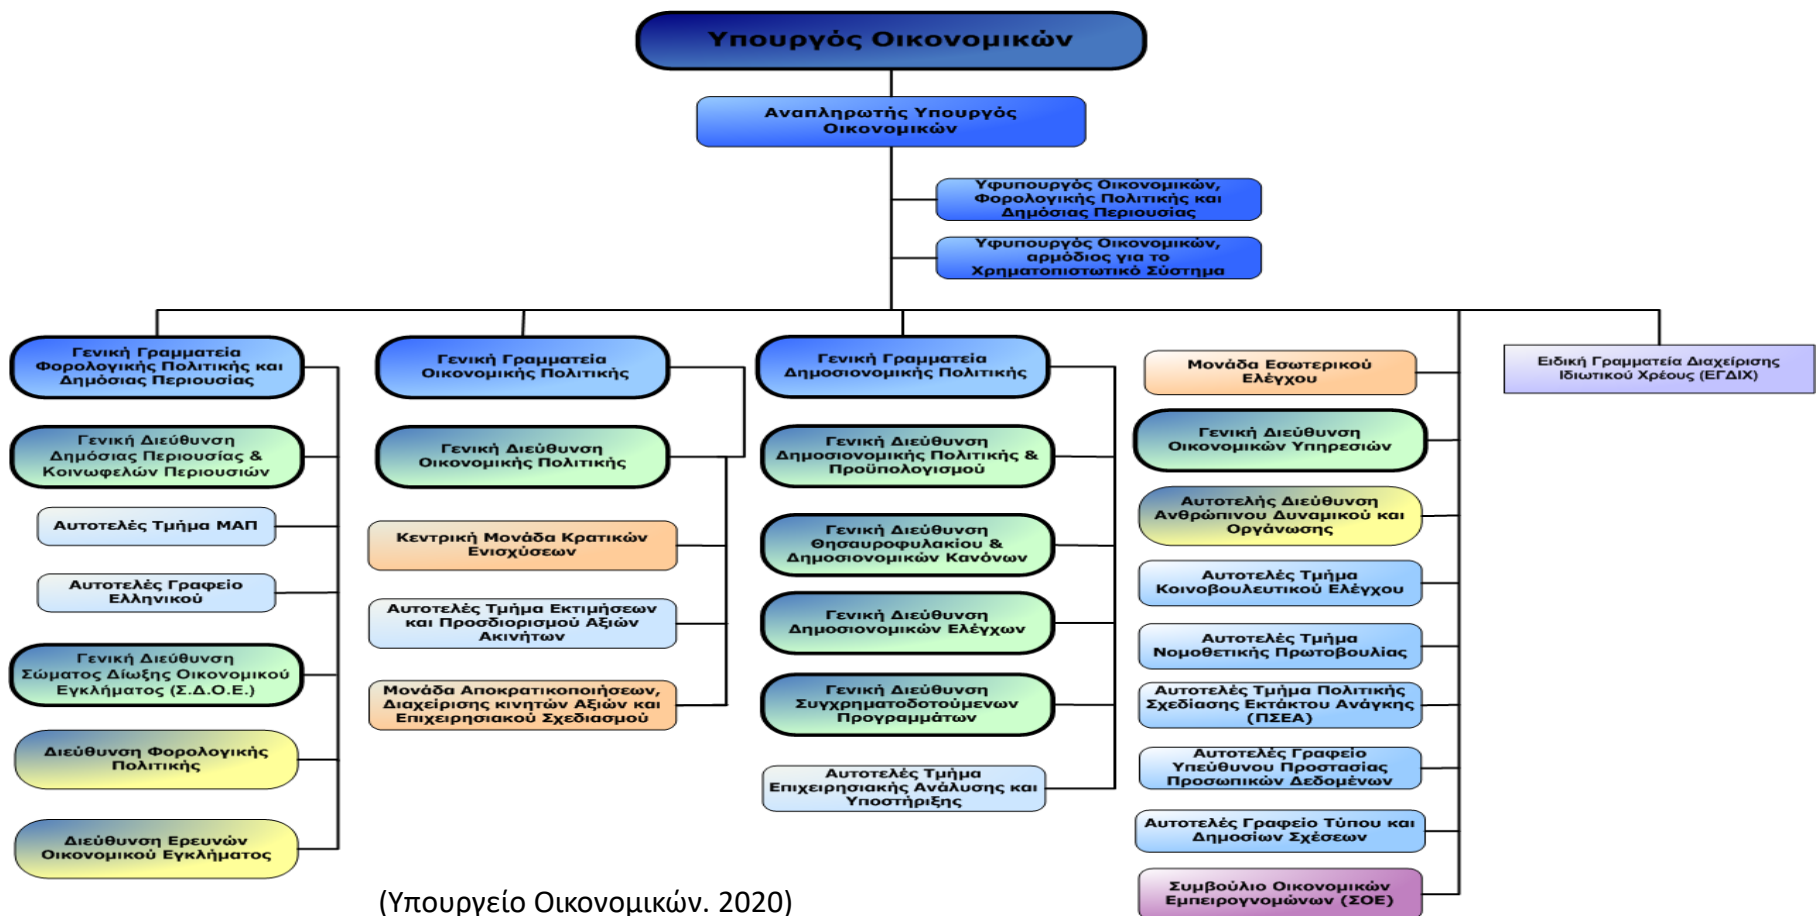 Υπουργός Οικονομικών
Αναπληρωτής Υπουργός
Οικονομικών
Υφυπουργός Οικονομικών,
Φορολογικής Πολιτικής και
Δημόσιας Περιουσίας
Υφυπουργός Οικονομικών,
αρμόδιος για το
Χρηματοπιστωτικό Σύστημα
Γενική Γραμματεία
Φορολογικής Πολιτικής και
Δημόσιας Περιουσίας
Γενική Διεύθυνση
Δημόσιας Περιουσίας &
Κοινωφελών Περιουσιών
Αυτοτελές Τμήμα ΜΑΠ
Αυτοτελές Γραφείο
Ελληνικού
Γενική Διεύθυνση
Σώματος Δίωξης Οικονομικού
Εγκλήματος (Σ.Δ.Ο.Ε.)
Διεύθυνση Φορολογικής
Πολιτικής
Διεύθυνση Ερευνών
Οικονομικού Εγκλήματος
Γενική Γραμματεία
Οικονομικής Πολιτικής
Γενική Διεύθυνση
Οικονομικής Πολιτικής
Κεντρική Μονάδα Κρατικών
Ενισχύσεων
Αυτοτελές Τμήμα Εκτιμήσεων
και Προσδιορισμού Αξιών
Ακινήτων
Μονάδα Αποκρατικοποιήσεων,
Διαχείρισης κινητών Αξιών και
Επιχειρησιακού Σχεδιασμού
Γενική Γραμματεία
Δημοσιονομικής Πολιτικής
Γενική Διεύθυνση
Δημοσιονομικής Πολιτικής &
Προϋπολογισμού
Γενική Διεύθυνση
Θησαυροφυλακίου &
Δημοσιονομικών Κανόνων
Γενική Διεύθυνση
Δημοσιονομικών Ελέγχων
Γενική Διεύθυνση
Συγχρηματοδοτούμενων
Προγραμμάτων
Αυτοτελές Τμήμα
Επιχειρησιακής Ανάλυσης και
Υποστήριξης
Μονάδα Εσωτερικού
Ελέγχου
Γενική Διεύθυνση
Οικονομικών Υπηρεσιών
Αυτοτελής Διεύθυνση
Ανθρώπινου Δυναμικού και
Οργάνωσης
Αυτοτελές Τμήμα
Κοινοβουλευτικού Ελέγχου
Αυτοτελές Τμήμα
Νομοθετικής Πρωτοβουλίας
Αυτοτελές Τμήμα Πολιτικής
Σχεδίασης Εκτάκτου Ανάγκης
(ΠΣΕΑ)
Αυτοτελές Γραφείο
Υπεύθυνου Προστασίας
Προσωπικών Δεδομένων
Αυτοτελές Γραφείο Τύπου και
Δημοσίων Σχέσεων
Συμβούλιο Οικονομικών
Εμπειρογνωμόνων (ΣΟΕ)
Ειδική Γραμματεία Διαχείρισης
Ιδιωτικού Χρέους (ΕΓΔΙΧ)
(Υπουργείο Οικονομικών. 2020)